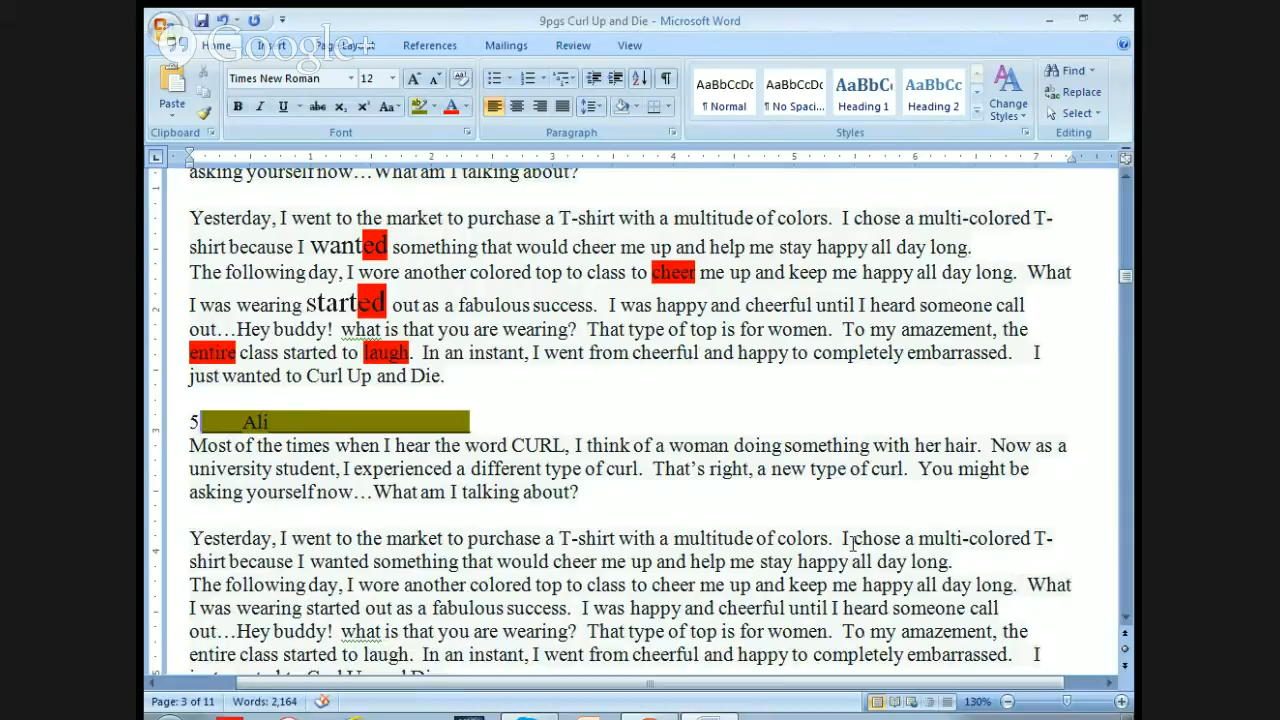 9pgs Curl Up and Die - Microsoft Word
Google+
Home Insert Page Layout References Mailings Review View
Times New Roman 12
Paste
AaBbCcDc AaBbCcDc AaBbCc AaBbCc
¶ Normal ¶ No Spaci... Heading 1 Heading 2
Change Styles
Find
Replace
Select
Clipboard Font Paragraph Styles Editing
1 2 3 4 5 6 7
asking yourself now…What am I talking about?
Yesterday, I went to the market to purchase a T-shirt with a multitude of colors. I chose a multi-colored T-
shirt because I wanted something that would cheer me up and help me stay happy all day long.
The following day, I wore another colored top to class to cheer me up and keep me happy all day long. What
I was wearing started out as a fabulous success. I was happy and cheerful until I heard someone call
out…Hey buddy! what is that you are wearing? That type of top is for women. To my amazement, the
entire class started to laugh. In an instant, I went from cheerful and happy to completely embarrassed. I
just wanted to Curl Up and Die.
5____Ali____________________
Most of the times when I hear the word CURL, I think of a woman doing something with her hair. Now as a
university student, I experienced a different type of curl. That's right, a new type of curl. You might be
asking yourself now…What am I talking about?
Yesterday, I went to the market to purchase a T-shirt with a multitude of colors. I chose a multi-colored T-
shirt because I wanted something that would cheer me up and help me stay happy all day long.
The following day, I wore another colored top to class to cheer me up and keep me happy all day long. What
I was wearing started out as a fabulous success. I was happy and cheerful until I heard someone call
out…Hey buddy! what is that you are wearing? That type of top is for women. To my amazement, the
entire class started to laugh. In an instant, I went from cheerful and happy to completely embarrassed. I
Page: 3 of 11 Words: 2,164 130%